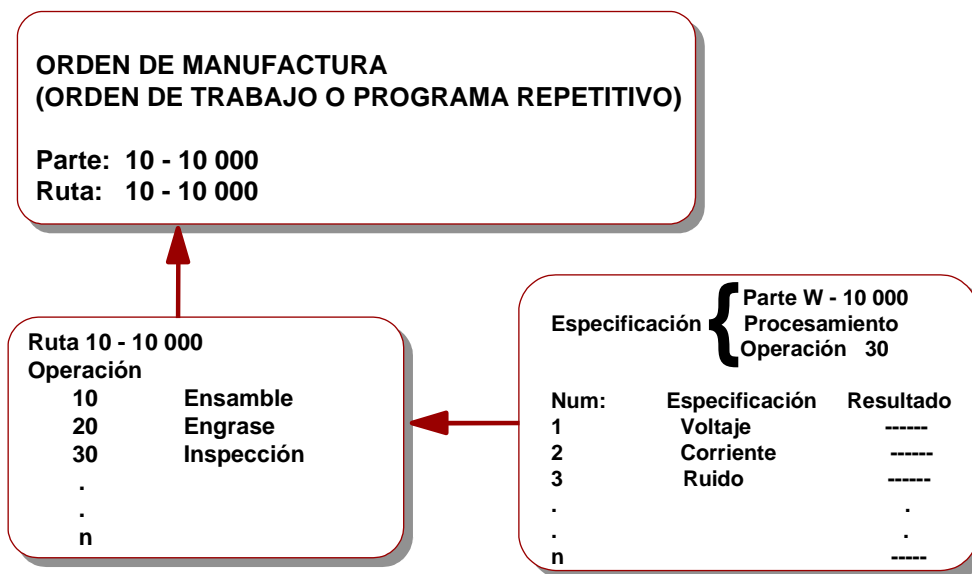 ORDEN DE MANUFACTURA
(ORDEN DE TRABAJO O PROGRAMA REPETITIVO)
Parte: 10 - 10 000
Ruta: 10 - 10 000
Ruta 10 - 10 000
Operación
10 Ensamble
20 Engrase
30 Inspección
.
.
n
Especificación { Parte W - 10 000
Procesamiento
Operación 30
Num: Especificación Resultado
1 Voltaje ------
2 Corriente ------
3 Ruido ------
. .
. .
n -----